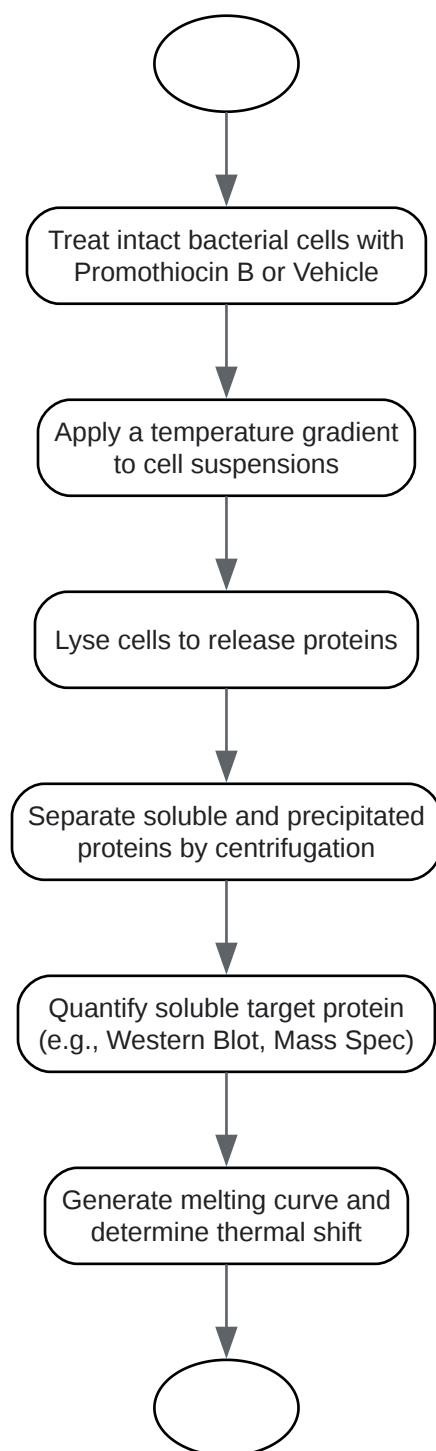 Treat intact bacterial cells with
Promothiocin B or Vehicle
Apply a temperature gradient
to cell suspensions
Lyse cells to release proteins
Separate soluble and precipitated
proteins by centrifugation
Quantify soluble target protein
(e.g., Western Blot, Mass Spec)
Generate melting curve and
determine thermal shift